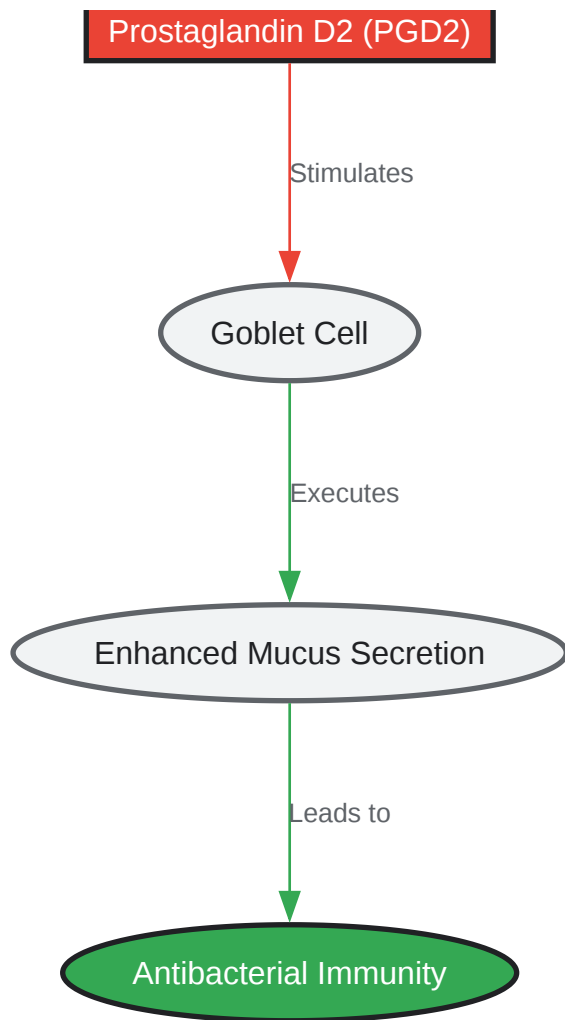 Prostaglandin D2 (PGD2)
Stimulates
Goblet Cell
Executes
Enhanced Mucus Secretion
Leads to
Antibacterial Immunity